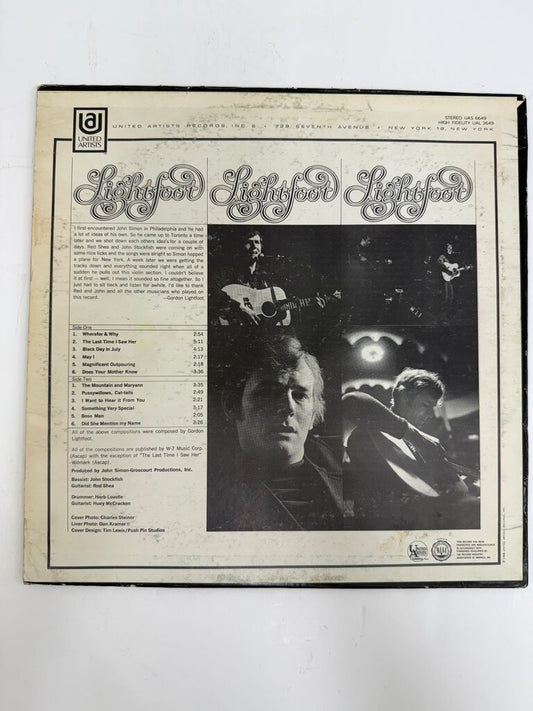 UNITED
ARTISTS
UNITED ARTISTS RECORDS, INC. • 729 SEVENTH AVENUE • NEW YORK 19, NEW YORK
STEREO UAS 6649
HIGH FIDELITY UAL 3649
Lightfoot Lightfoot Lightfoot
I first encountered John Simon in Philadelphia and he had
a lot of ideas of his own. So he came up to Toronto a time
later and we shot down each others idea's for a couple of
days. Red Shea and John Stockfish were coming on with
some nice licks and the songs were alright so Simon hopped
a plane for New York. A week later we were getting the
tracks down and everything sounded right when all of a
sudden he pulls out this violin section. I couldn't believe it
at first — well, I mean it sounded so fine altogether. So I
just had to sit back and listen for awhile. I'd like to thank
Red and John and all the other musicians who played on
this record. —Gordon Lightfoot.
Side One
1. Wherefor & Why 2:54
2. The Last Time I Saw Her 5:11
3. Black Day in July 4:13
4. May I 2:17
5. Magnificent Outpouring 2:18
6. Does Your Mother Know 3:36
Side Two
1. The Mountain and Maryann 3:35
2. Pussywillows, Cat-tails 2:49
3. I Want to Hear it From You 2:21
4. Something Very Special 3:17
5. Boss Man 2:05
6. Did She Mention my Name 2:26
All of the above compositions were composed by Gordon
Lightfoot.
All of the compositions are published by W-7 Music Corp.
(Ascap) with the exception of "The Last Time I Saw Her"
-Witmark (Ascap).
Produced by John Simon-Groscourt Productions, Inc.
Bassist: John Stockfish
Guitarist: Red Shea
Drummer: Herb Lovelle
Guitarist: Huey McCracken
Cover Photo: Charles Steiner
Liner Photo: Dan Kramer
Cover Design: Tim Lewis/Push Pin Studios